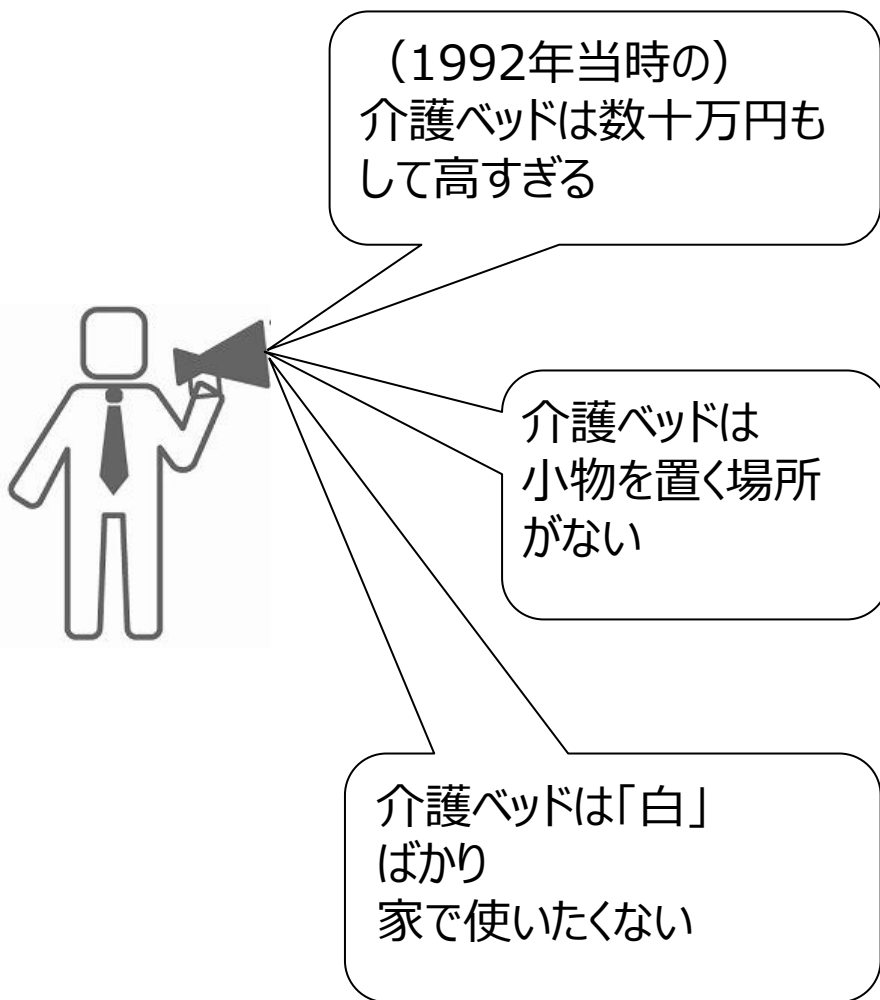 （1992年当時の）
介護ベッドは数十万円も
して高すぎる
介護ベッドは
小物を置く場所
がない
介護ベッドは「白」
ばかり
家で使いたくない